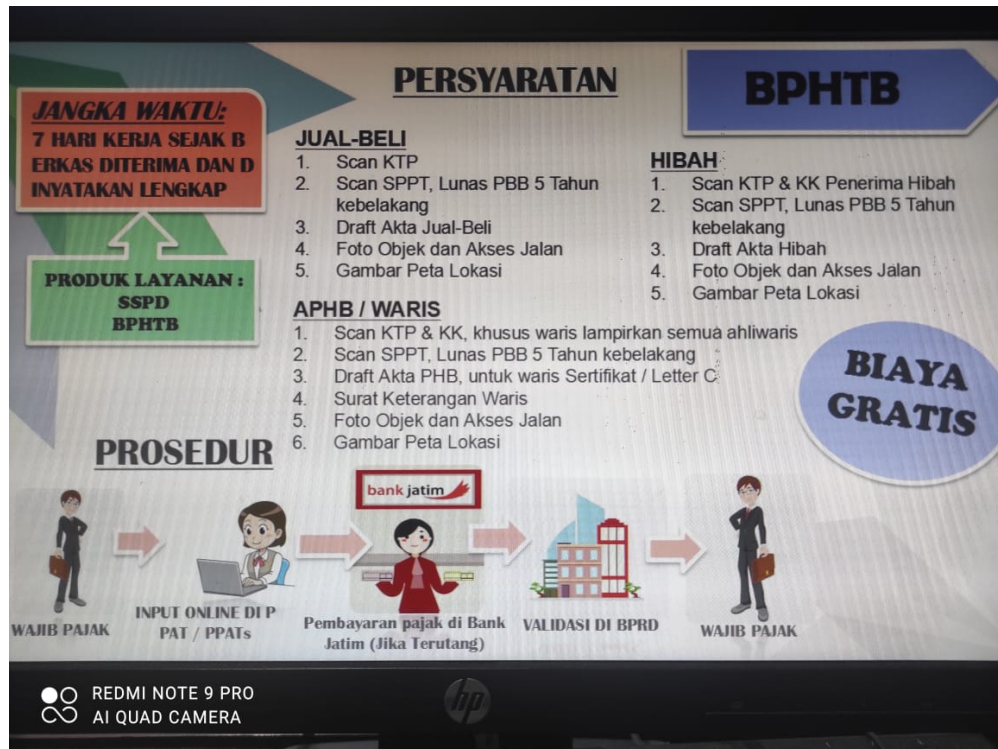 PERSYARATAN
BPHTB
JANGKA WAKTU:
7 HARI KERJA SEJAK B
ERKAS DITERIMA DAN D
INYATAKAN LENGKAP
PRODUK LAYANAN :
SSPD
BPHTB
JUAL-BELI
1. Scan KTP
2. Scan SPPT, Lunas PBB 5 Tahun
kebelakang
3. Draft Akta Jual-Beli
4. Foto Objek dan Akses Jalan
5. Gambar Peta Lokasi
HIBAH
1. Scan KTP & KK Penerima Hibah
2. Scan SPPT, Lunas PBB 5 Tahun
kebelakang
3. Draft Akta Hibah
4. Foto Objek dan Akses Jalan
5. Gambar Peta Lokasi
APHB / WARIS
1. Scan KTP & KK, khusus waris lampirkan semua ahliwaris
2. Scan SPPT, Lunas PBB 5 Tahun kebelakang
3. Draft Akta PHB, untuk waris Sertifikat / Letter C
4. Surat Keterangan Waris
5. Foto Objek dan Akses Jalan
6. Gambar Peta Lokasi
BIAYA
GRATIS
PROSEDUR
bank jatim
WAJIB PAJAK
INPUT ONLINE DI P
PAT / PPATs
Pembayaran pajak di Bank
Jatim (Jika Terutang)
VALIDASI DI BPRD
WAJIB PAJAK
hp
REDMI NOTE 9 PRO
AI QUAD CAMERA